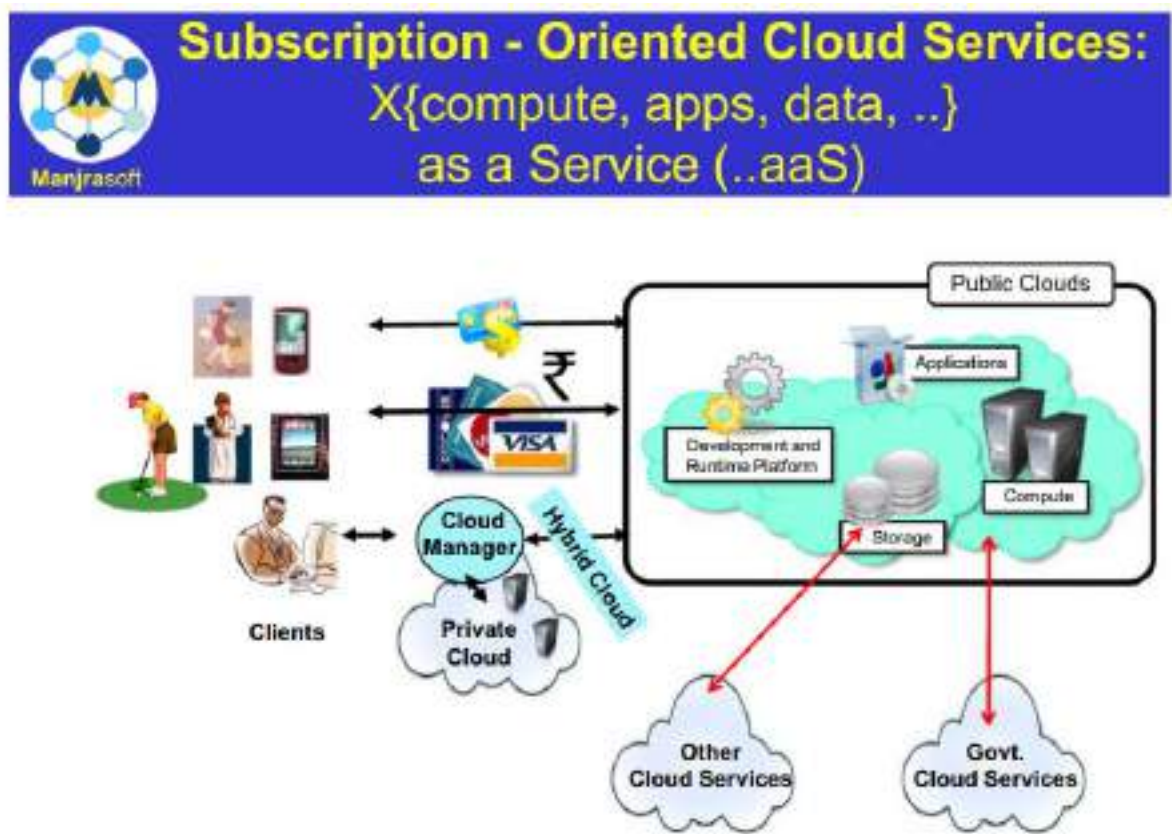 Subscription - Oriented Cloud Services:
X{compute, apps, data, ..}
as a Service (..aaS)
Manjrasoft
Public Clouds
Applications
Development and
Runtime Platform
Compute
Storage
₹
VISA
Cloud
Manager
Hybrid Cloud
Clients
Private
Cloud
Other
Cloud Services
Govt.
Cloud Services